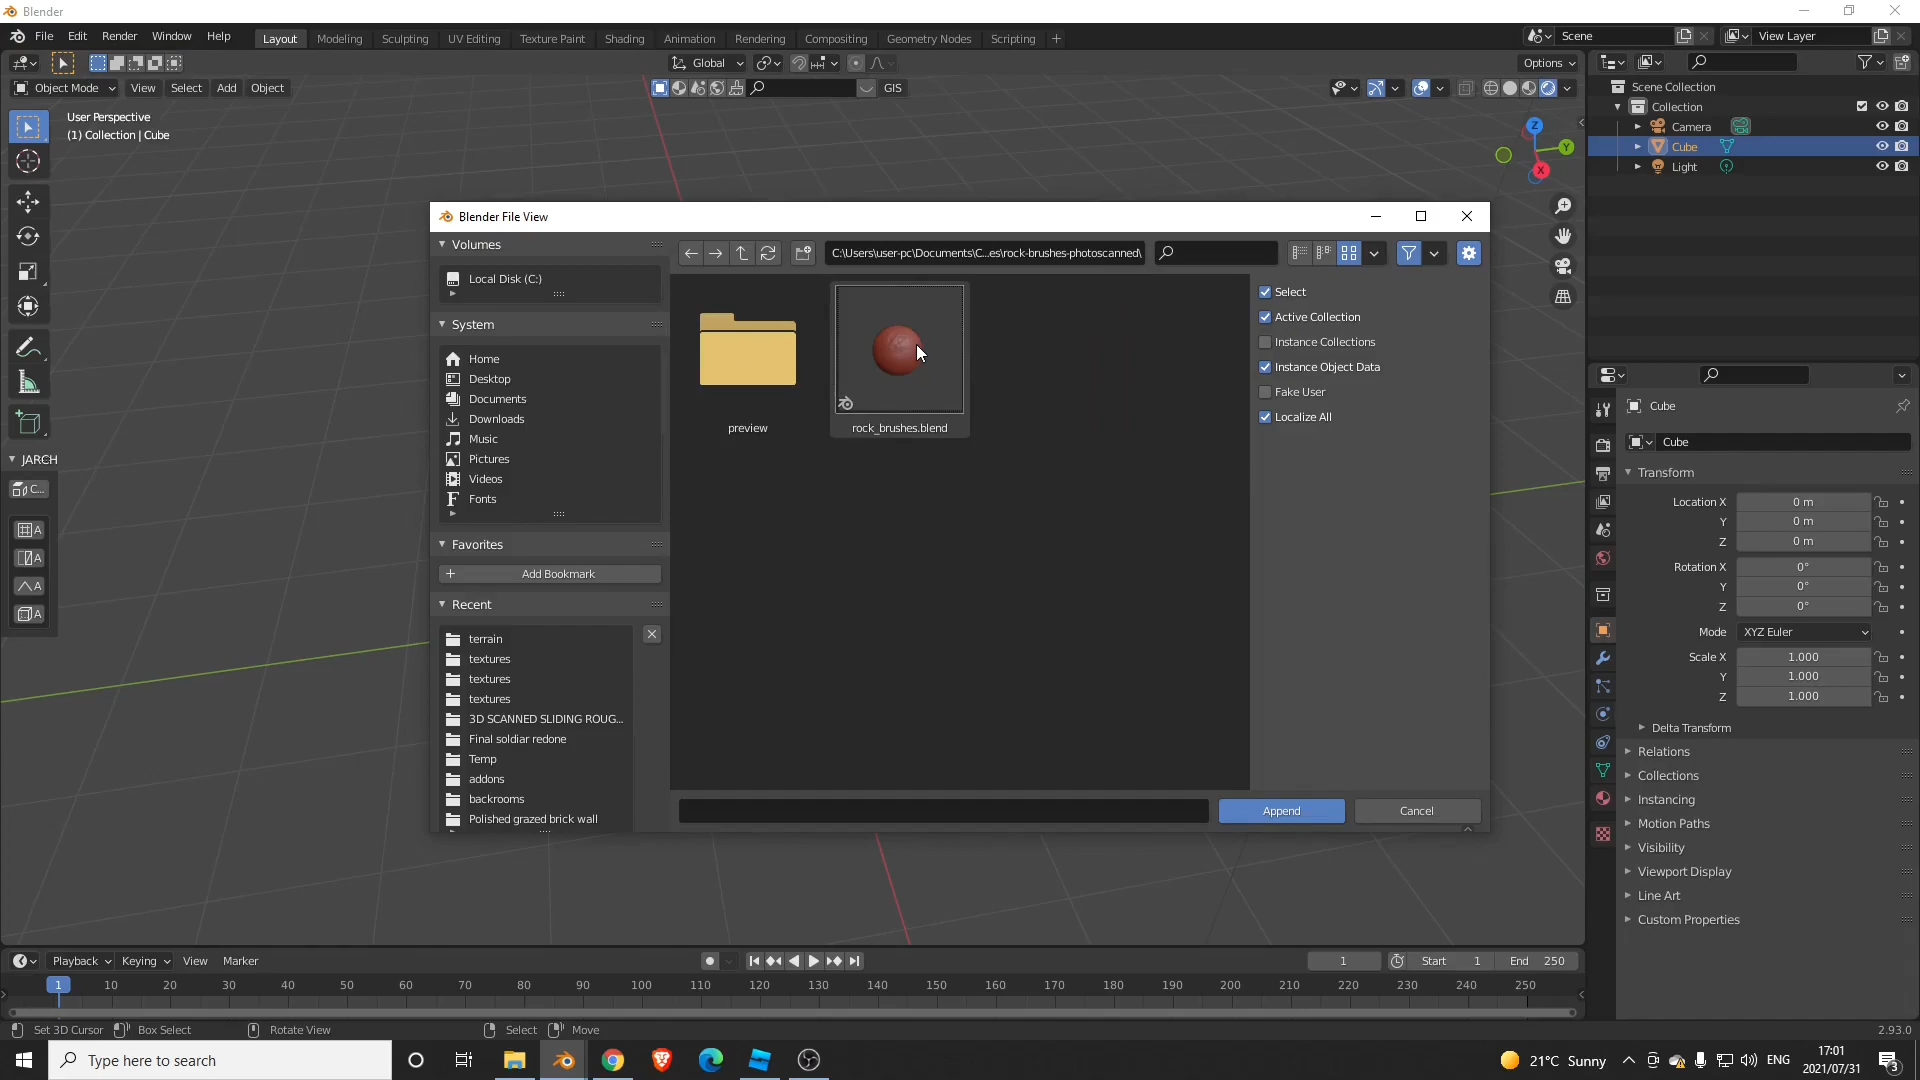 Blender
File Edit Render Window Help Layout Modeling Sculpting UV Editing Texture Paint Shading Animation Rendering Compositing Geometry Nodes Scripting + Scene View Layer
Global Options
Object Mode View Select Add Object GIS
Scene Collection
User Perspective
(1) Collection | Cube
Collection
Camera
Cube
Light
Z
Y
X
Blender File View
Volumes
C:\Users\user-pc\Documents\C...es\rock-brushes-photoscanned\
Local Disk (C:)
System
Home
Desktop
Documents
Downloads
Music
Pictures
Videos
Fonts
Favorites
Add Bookmark
Recent
terrain
textures
textures
textures
3D SCANNED SLIDING ROUG...
Final soldiar redone
Temp
addons
backrooms
Polished grazed brick wall
preview
rock_brushes.blend
Select
Active Collection
Instance Collections
Instance Object Data
Fake User
Localize All
Append
Cancel
JARCH
C...
A
A
A
A
Cube
Cube
Transform
Location X 0 m
Y 0 m
Z 0 m
Rotation X 0°
Y 0°
Z 0°
Mode XYZ Euler
Scale X 1.000
Y 1.000
Z 1.000
Delta Transform
Relations
Collections
Instancing
Motion Paths
Visibility
Viewport Display
Line Art
Custom Properties
Playback Keying View Marker 1 Start 1 End 250
1 10 20 30 40 50 60 70 80 90 100 110 120 130 140 150 160 170 180 190 200 210 220 230 240 250
Set 3D Cursor Box Select Rotate View Select Move 2.93.0
Type here to search 21°C Sunny ENG 17:01
2021/07/31
3